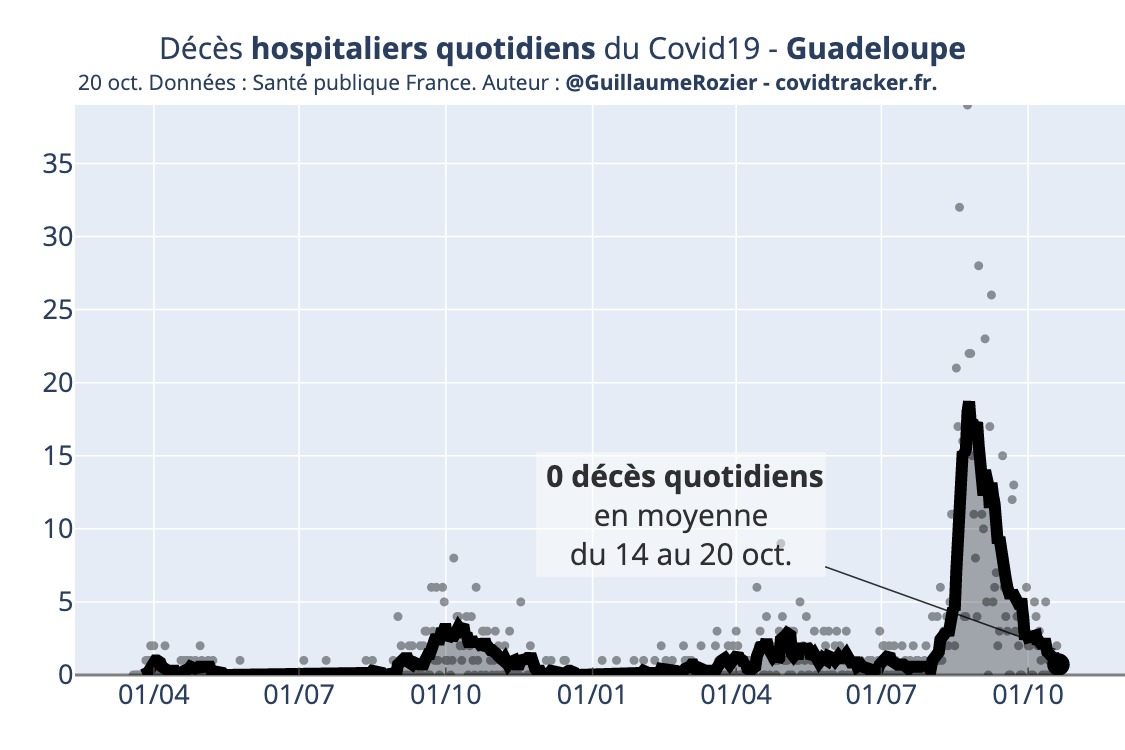 Décès hospitaliers quotidiens du Covid19 - Guadeloupe
20 oct. Données : Santé publique France. Auteur : @GuillaumeRozier - covidtracker.fr.
35
30
25
20
15
10
5
0
0 décès quotidiens
en moyenne
du 14 au 20 oct.
01/04 01/07 01/10 01/01 01/04 01/07 01/10